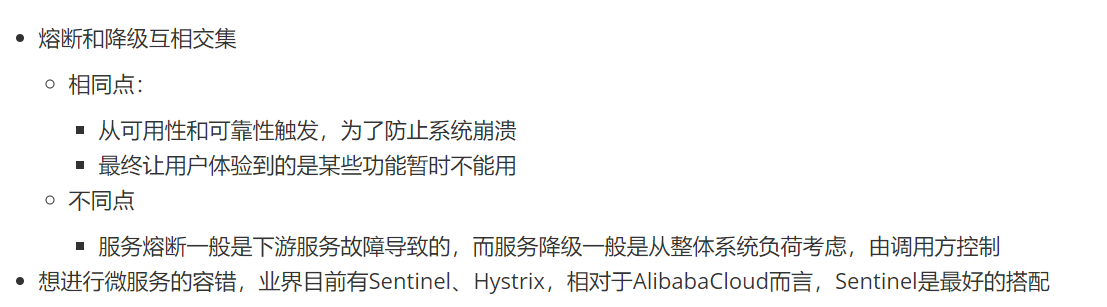 熔断和降级互相交集
相同点：
从可用性和可靠性触发，为了防止系统崩溃
最终让用户体验到的是某些功能暂时不能用
不同点
服务熔断一般是下游服务故障导致的，而服务降级一般是从整体系统负荷考虑，由调用方控制
想进行微服务的容错，业界目前有Sentinel、Hystrix，相对于AlibabaCloud而言，Sentinel是最好的搭配